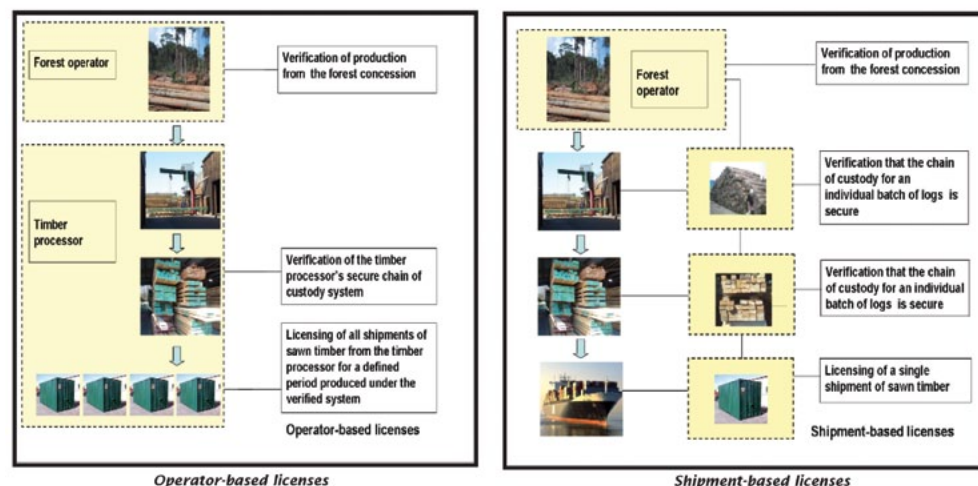 Forest operator
Verification of production
from the forest concession
Timber
processor
Verification of the timber
processor's secure chain of
custody system
Licensing of all shipments of
sawn timber from the timber
processor for a defined
period produced under the
verified system
Operator-based licenses
Operator-based licenses
Forest
operator
Verification of production
from the forest concession
Verification that the chain
of custody for an
individual batch of logs is
secure
Verification that the chain
of custody for an individual
batch of logs is secure
Licensing of a single
shipment of sawn timber
Shipment-based licenses
Shipment-based licenses